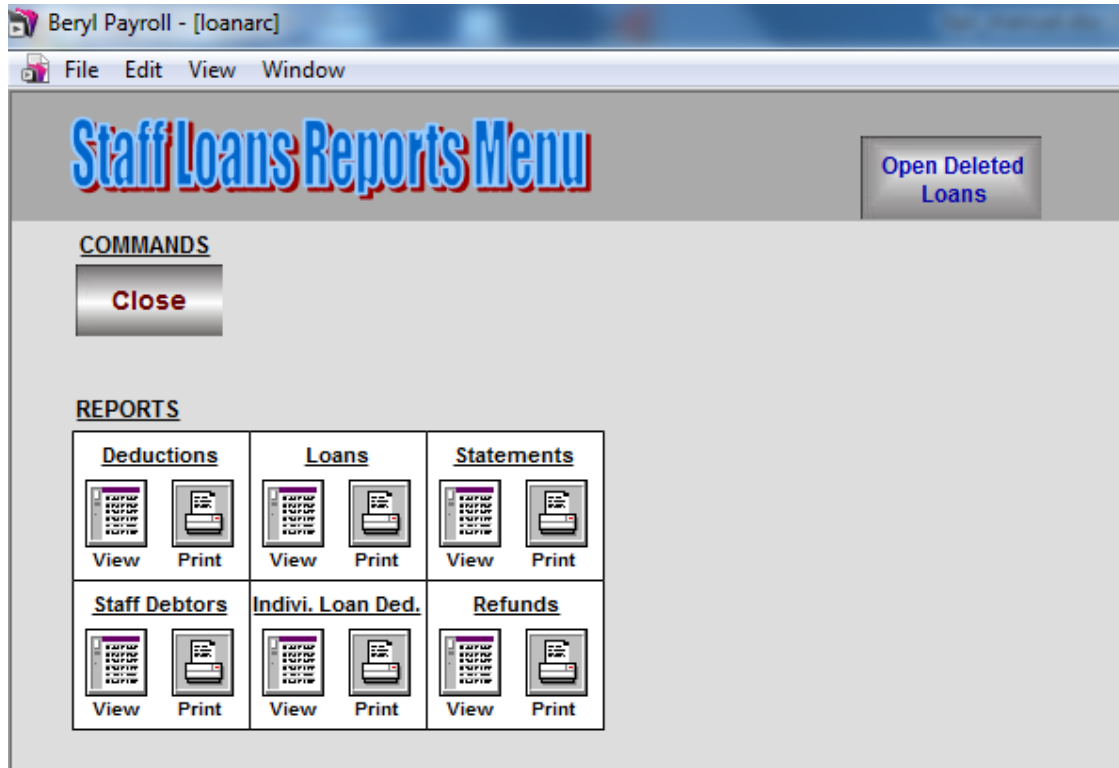 Beryl Payroll - [loanarc]
File Edit View Window
Staff Loans Reports Menu
Open Deleted
Loans
COMMANDS
Close
REPORTS
Deductions Loans Statements
View Print View Print View Print
Staff Debtors Indivi. Loan Ded. Refunds
View Print View Print View Print